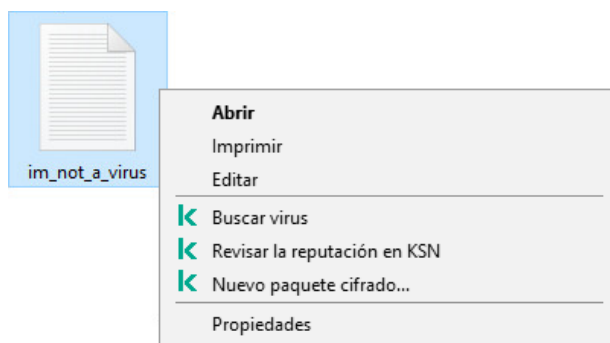 im_not_a_virus
Abrir
Imprimir
Editar
Buscar virus
Revisar la reputación en KSN
Nuevo paquete cifrado...
Propiedades